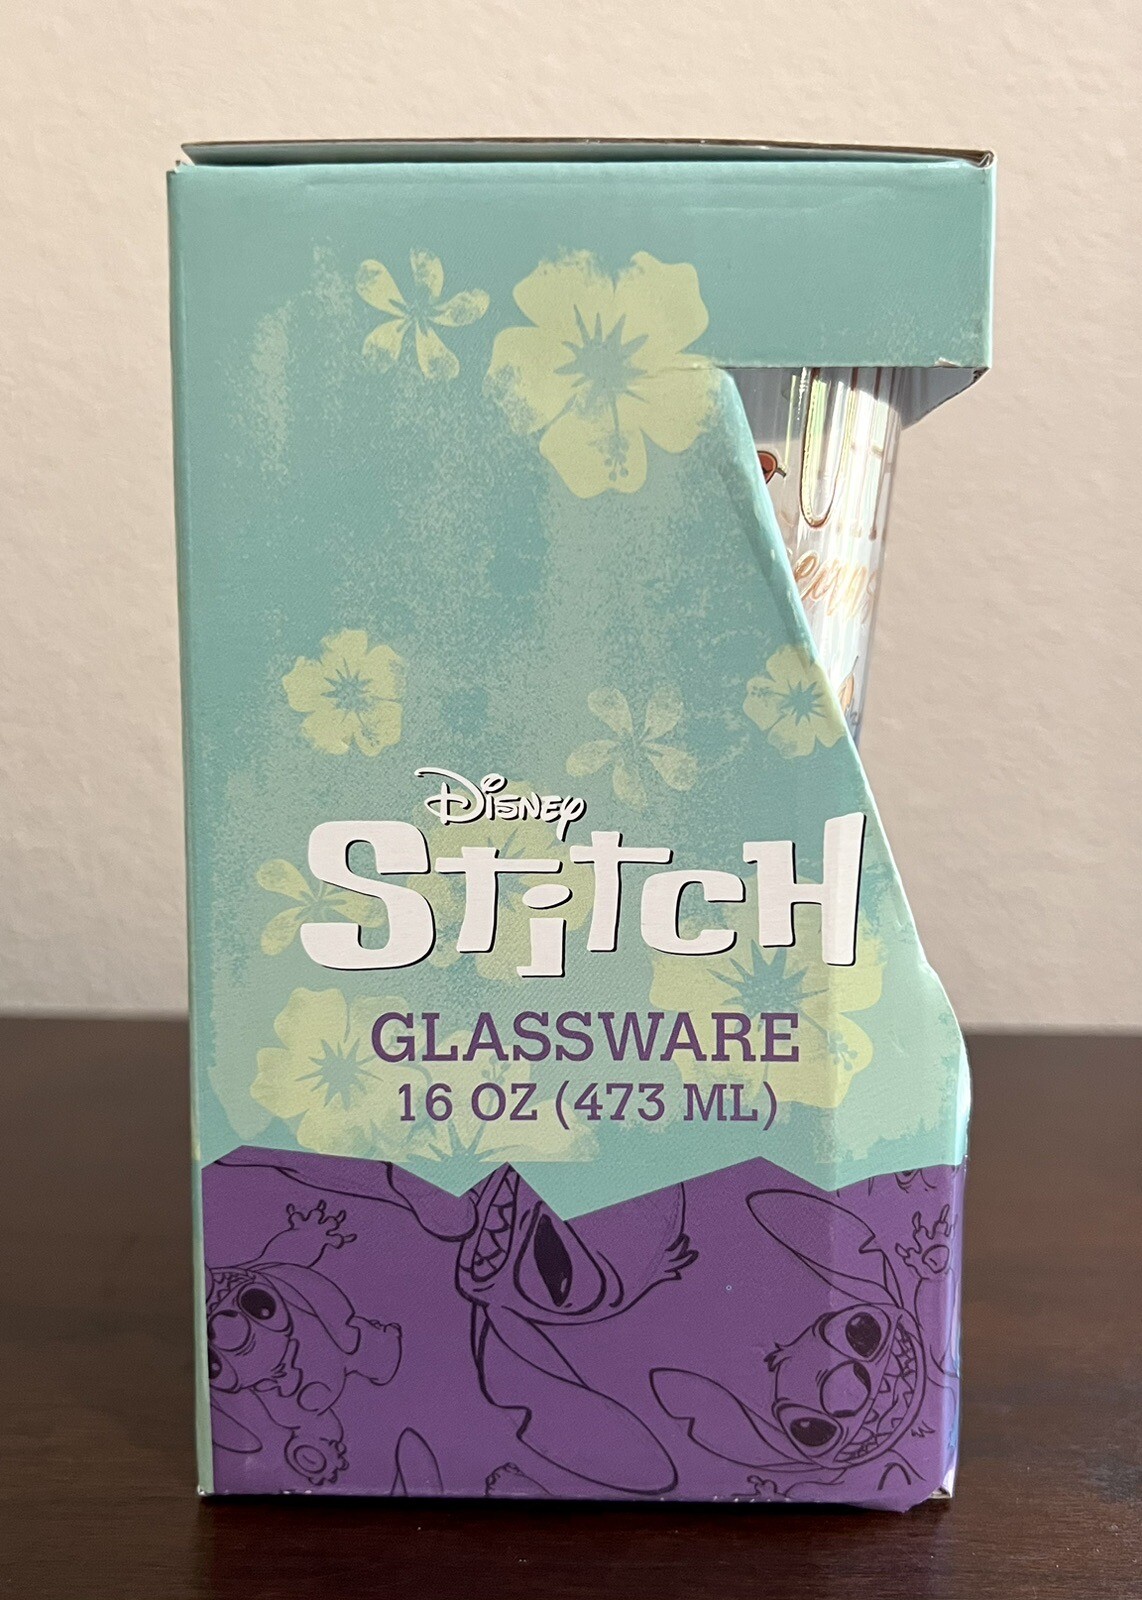 Disney
Stitch
GLASSWARE
16 OZ (473 ML)